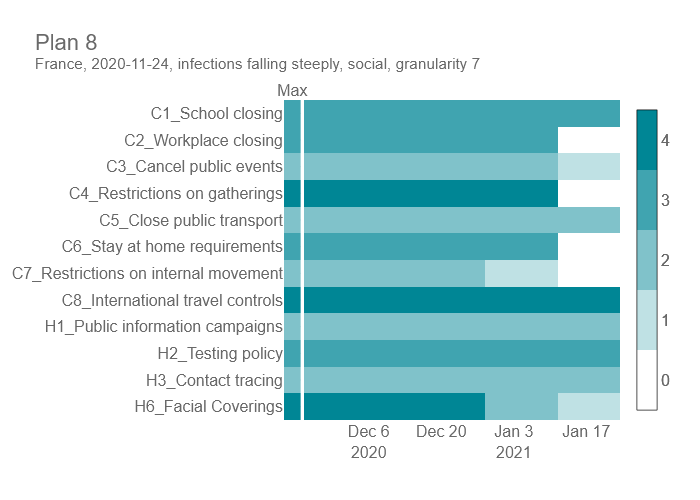 Plan 8
France, 2020-11-24, infections falling steeply, social, granularity 7
Max
C1_School closing
C2_Workplace closing
C3_Cancel public events
C4_Restrictions on gatherings
C5_Close public transport
C6_Stay at home requirements
C7_Restrictions on internal movement
C8_International travel controls
H1_Public information campaigns
H2_Testing policy
H3_Contact tracing
H6_Facial Coverings
Dec 6 Dec 20 Jan 3 Jan 17
2020 2021
4
3
2
1
0